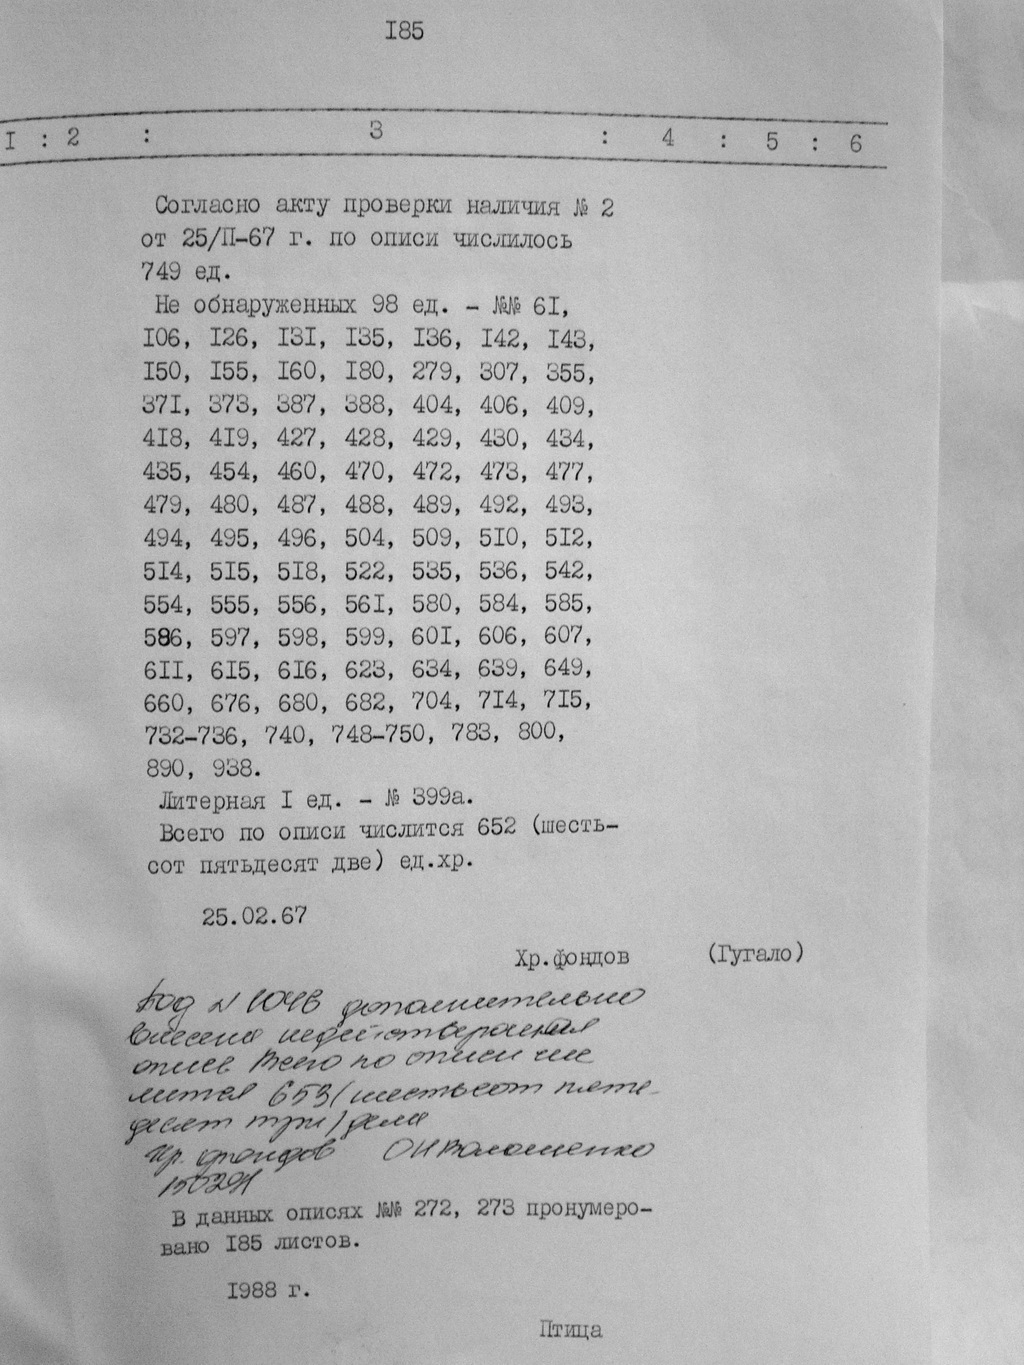 I85
I : 2 : 3 : 4 : 5 : 6
Согласно акту проверки наличия № 2
от 25/П-67 г. по описи числилось
749 ед.
Не обнаруженных 98 ед. - №№ 6I,
I06, I26, I3I, I35, I36, I42, I43,
I50, I55, I60, I80, 279, 307, 355,
37I, 373, 387, 388, 404, 406, 409,
4I8, 4I9, 427, 428, 429, 430, 434,
435, 454, 460, 470, 472, 473, 477,
479, 480, 487, 488, 489, 492, 493,
494, 495, 496, 504, 509, 5I0, 5I2,
5I4, 5I5, 5I8, 522, 535, 536, 542,
554, 555, 556, 56I, 580, 584, 585,
586, 597, 598, 599, 60I, 606, 607,
6II, 6I5, 6I6, 623, 634, 639, 649,
660, 676, 680, 682, 704, 7I4, 7I5,
732-736, 740, 748-750, 783, 800,
890, 938.
Литерная I ед. - № 399а.
Всего по описи числится 652 (шесть-
сот пятьдесят две) ед.хр.
25.02.67
Хр.фондов (Гугало)
дополнительно
опись Всего по описи чис
лится 653 (шестьсот пять-
десят три) дела
Хр. фондов ОН Волошенко
В данных описях №№ 272, 273 пронумеро-
вано I85 листов.
I988 г.
Птица